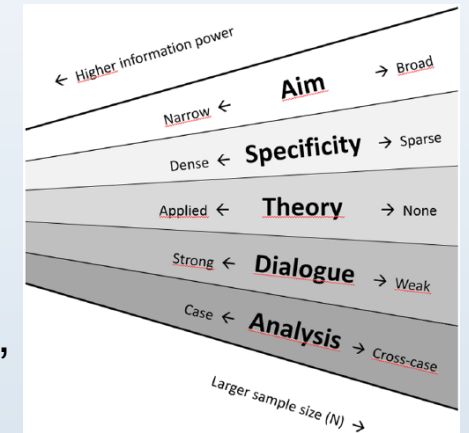 ← Higher information power
Narrow ← Aim → Broad
Dense ← Specificity → Sparse
Applied ← Theory → None
Strong ← Dialogue → Weak
Case ← Analysis → Cross-case
Larger sample size (N) →
,